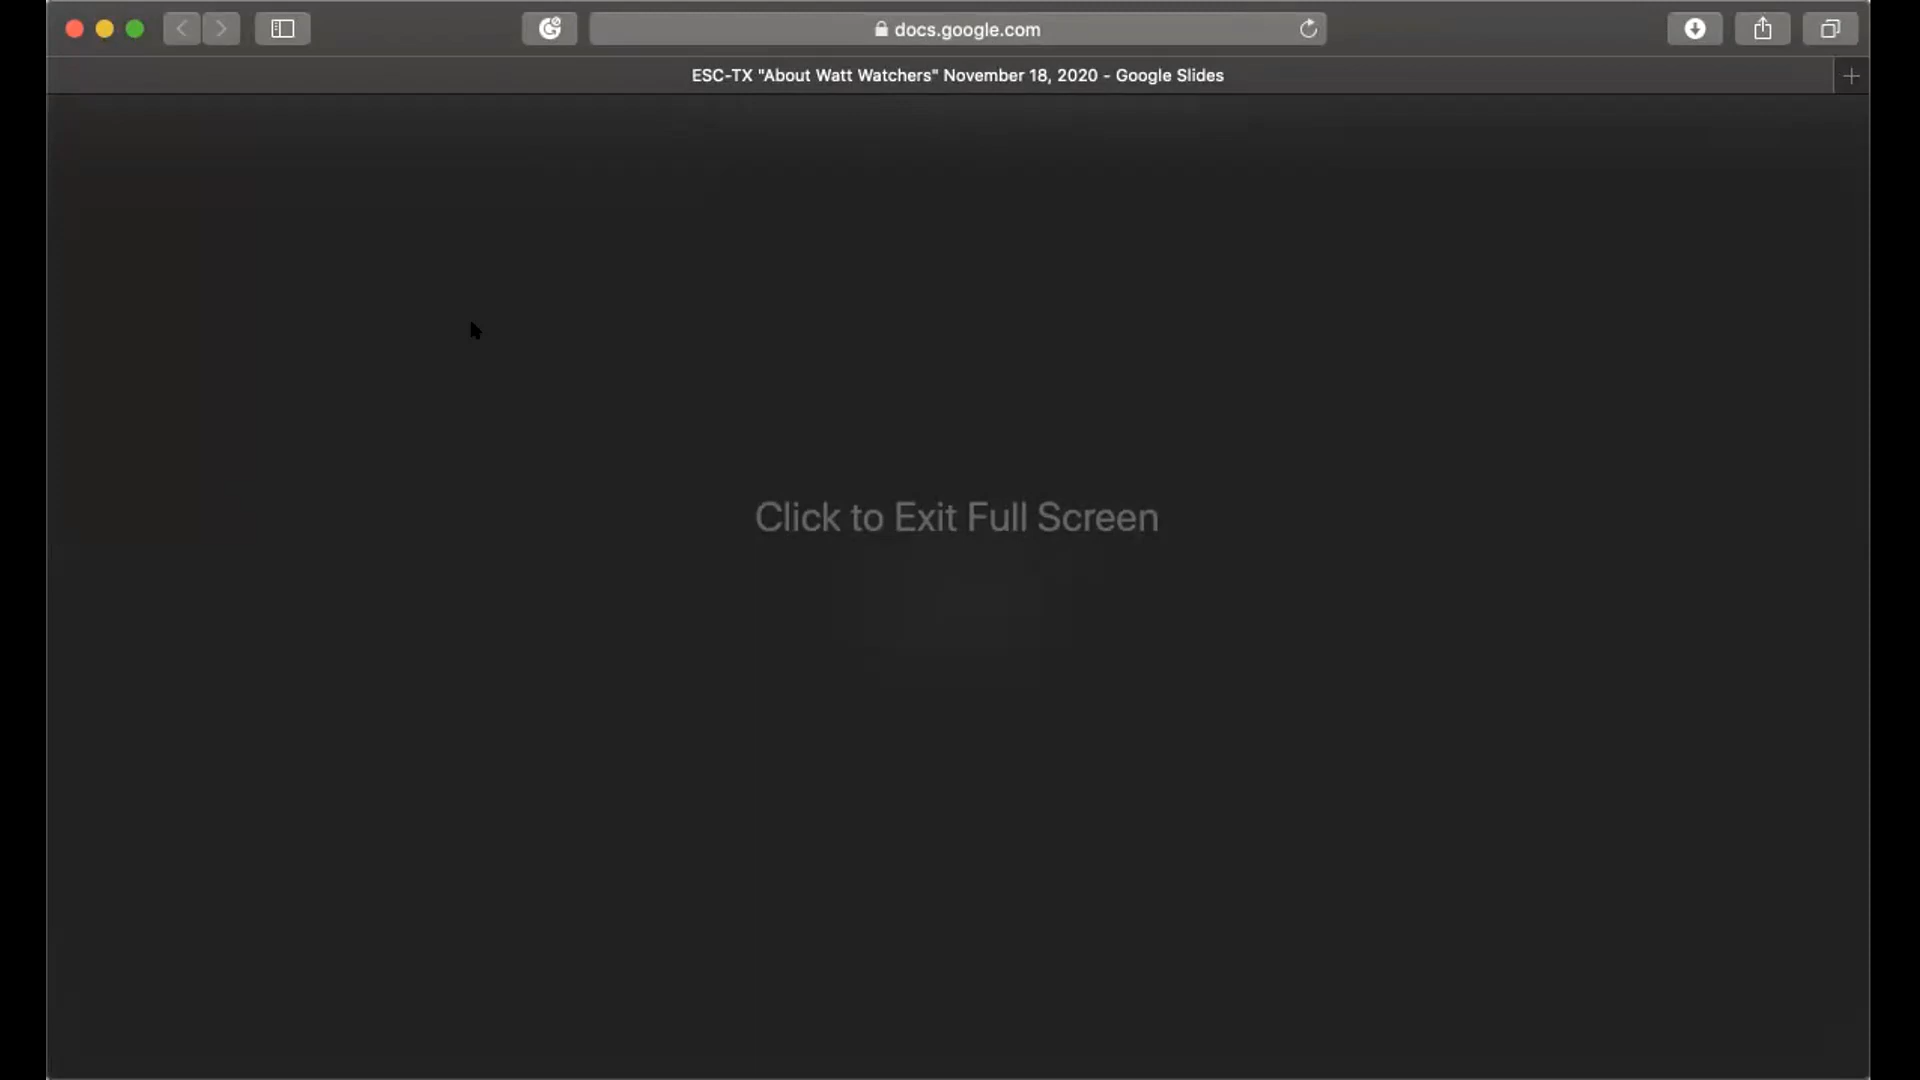 docs.google.com
ESC-TX "About Watt Watchers" November 18, 2020 - Google Slides
Click to Exit Full Screen